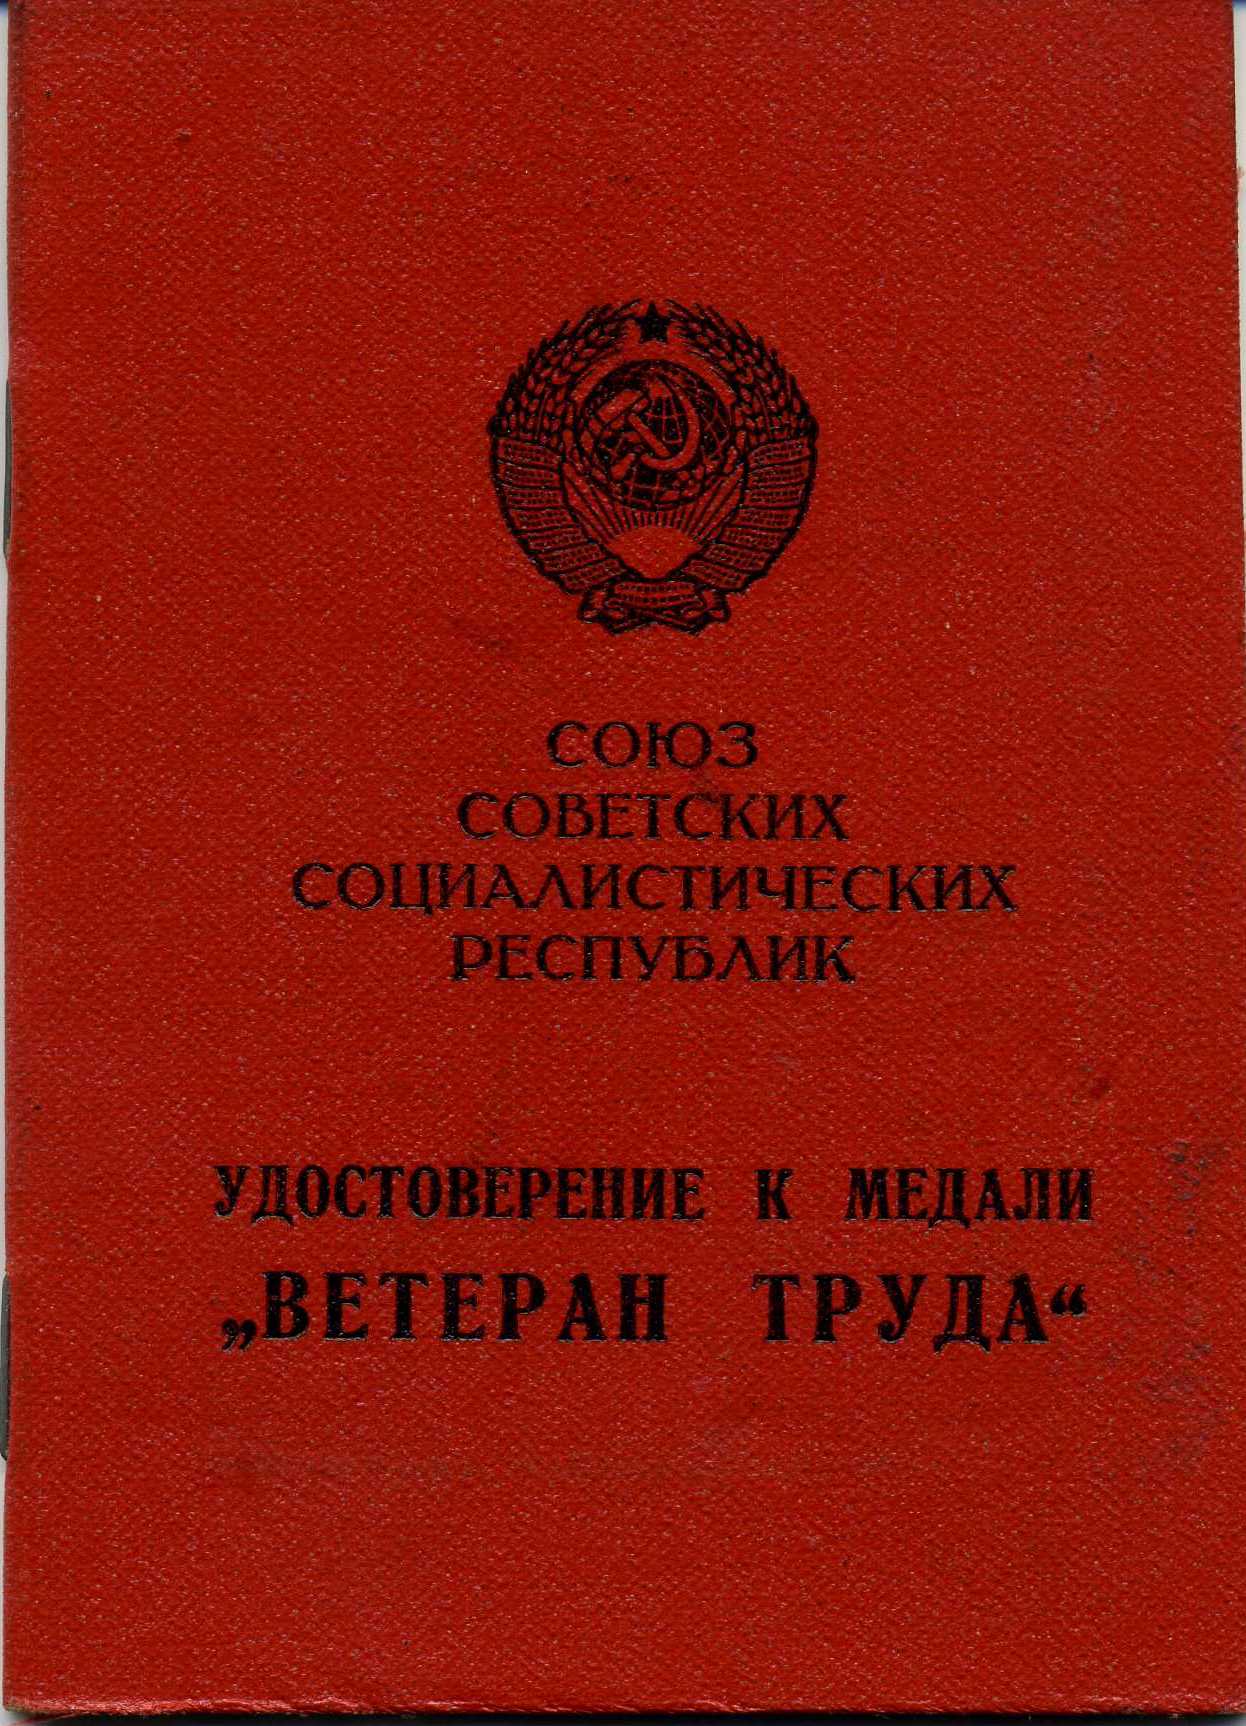 СОЮЗ
СОВЕТСКИХ
СОЦИАЛИСТИЧЕСКИХ
РЕСПУБЛИК
УДОСТОВЕРЕНИЕ К МЕДАЛИ
„ВЕТЕРАН ТРУДА“